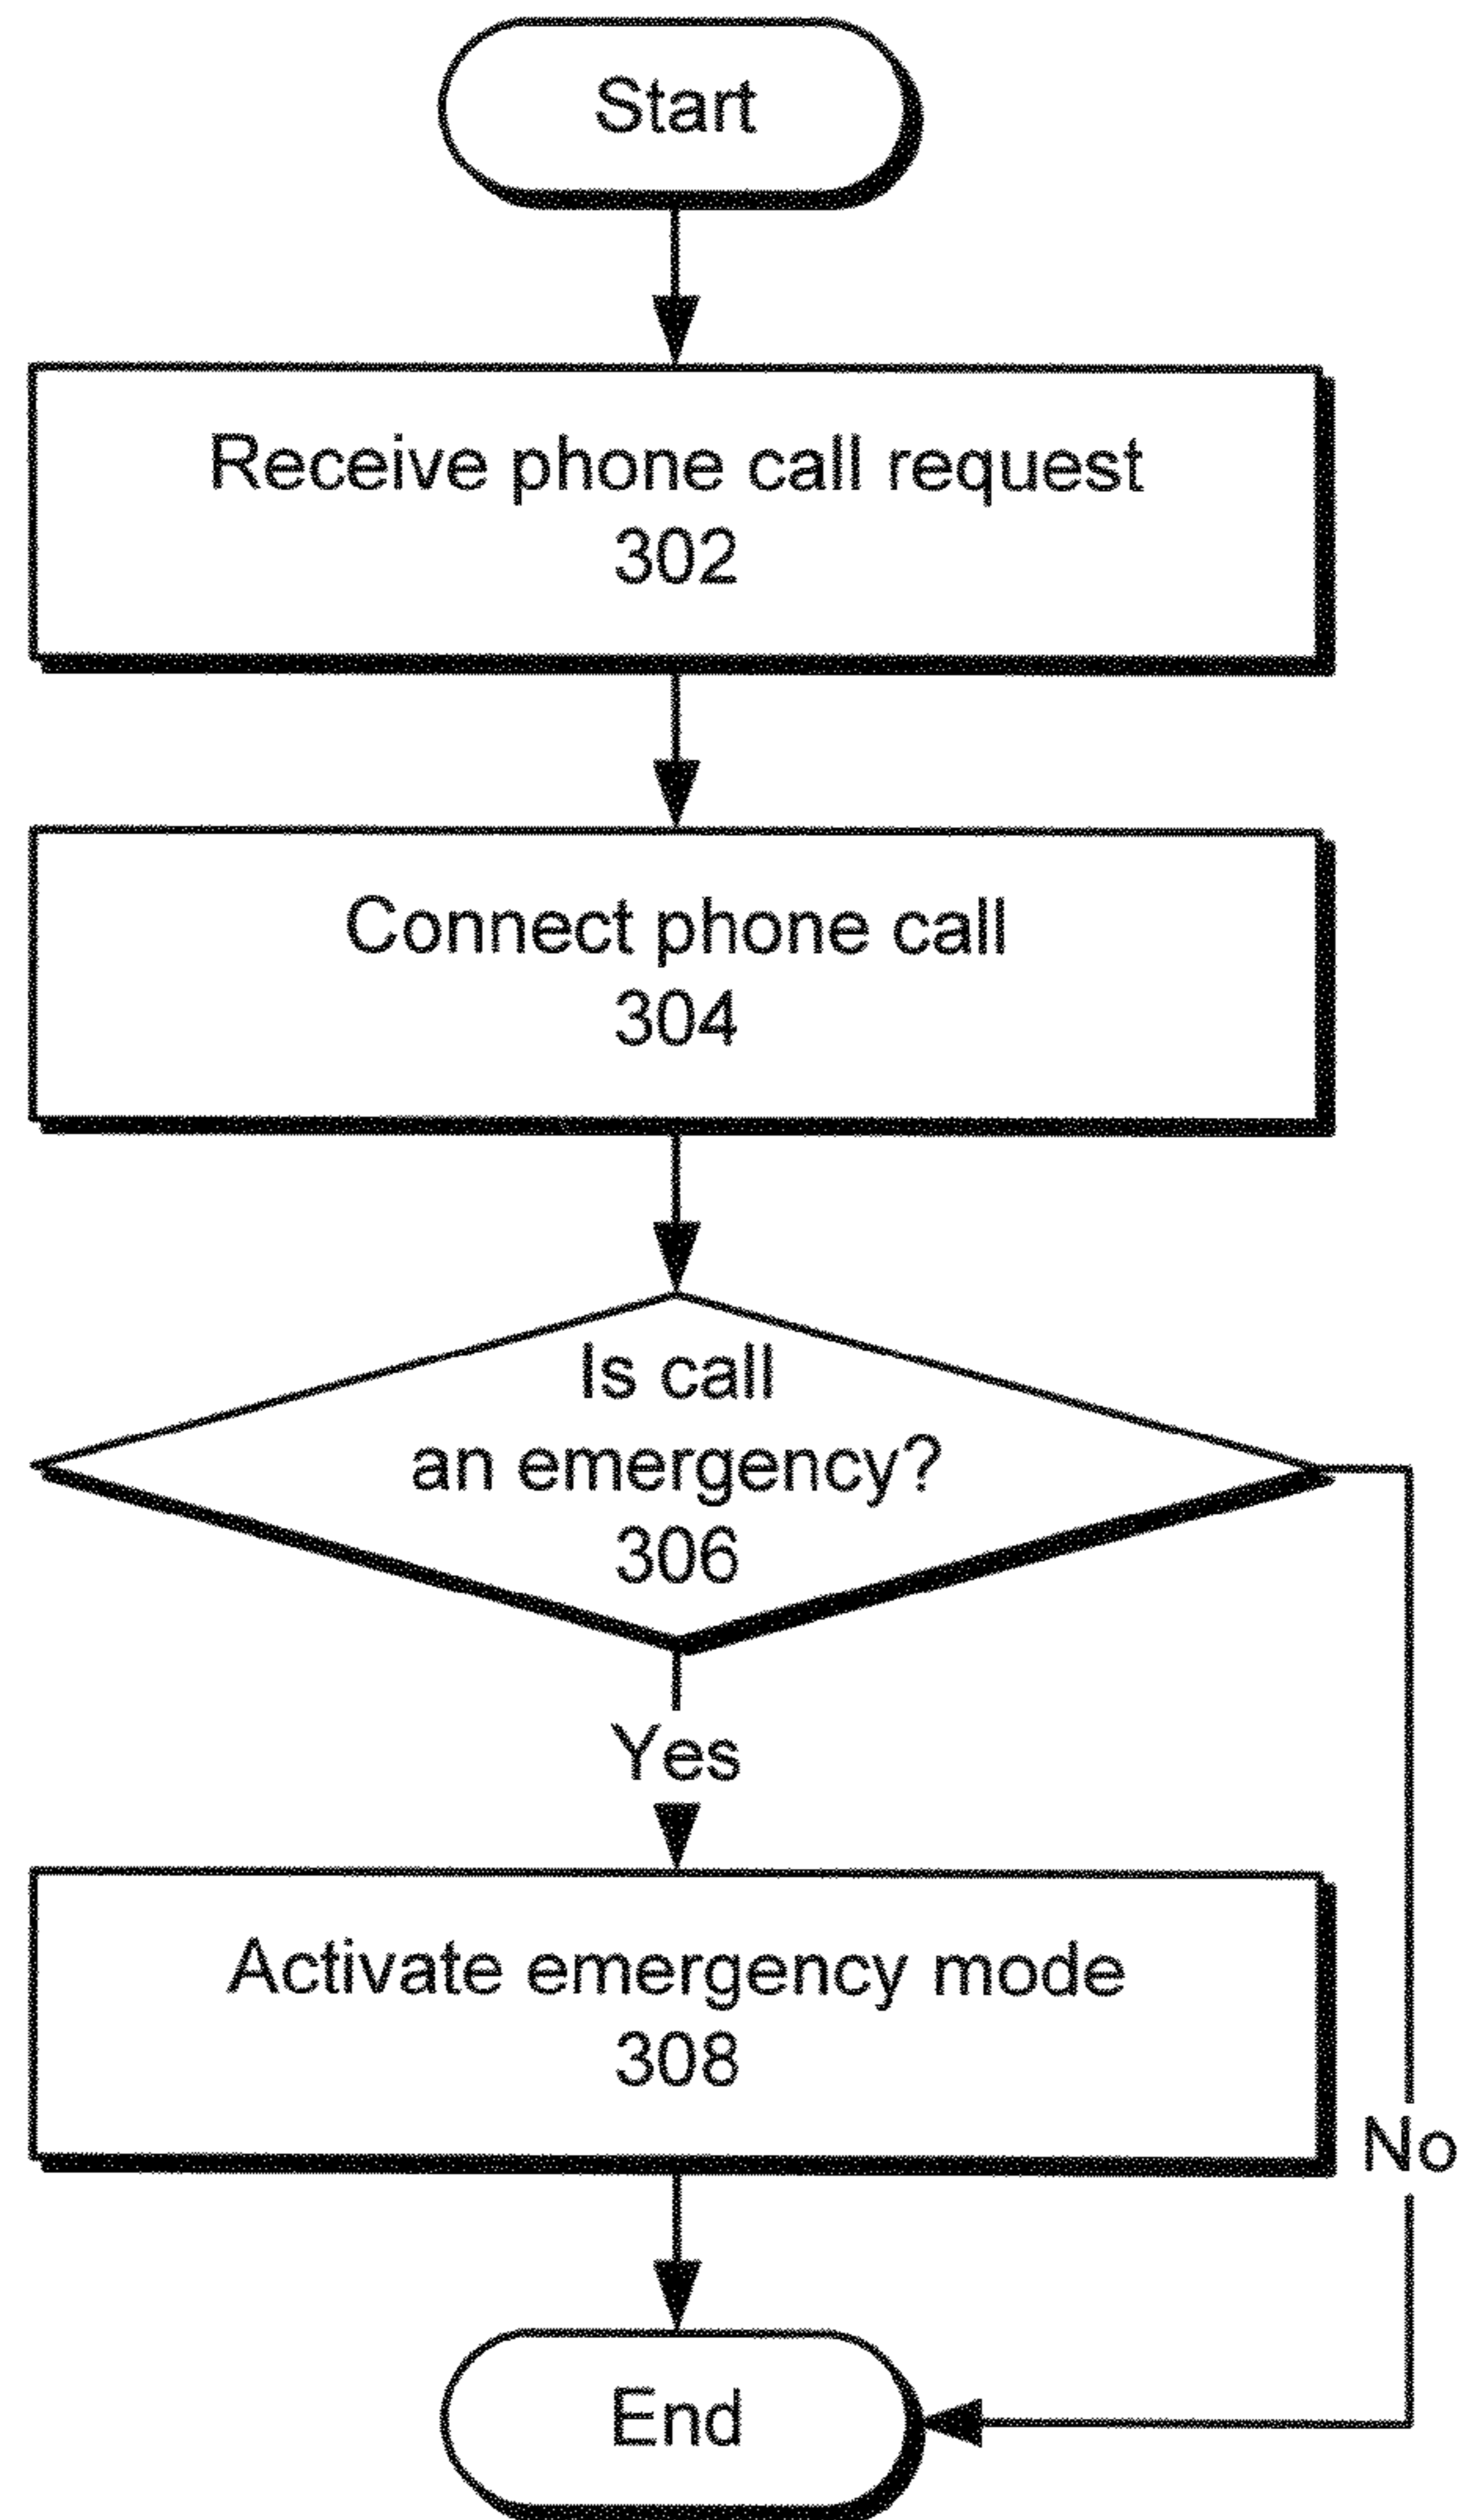 Start
Receive phone call request
302
Connect phone call
304
Is call
an emergency?
306
Yes
Activate emergency mode
308
No
End